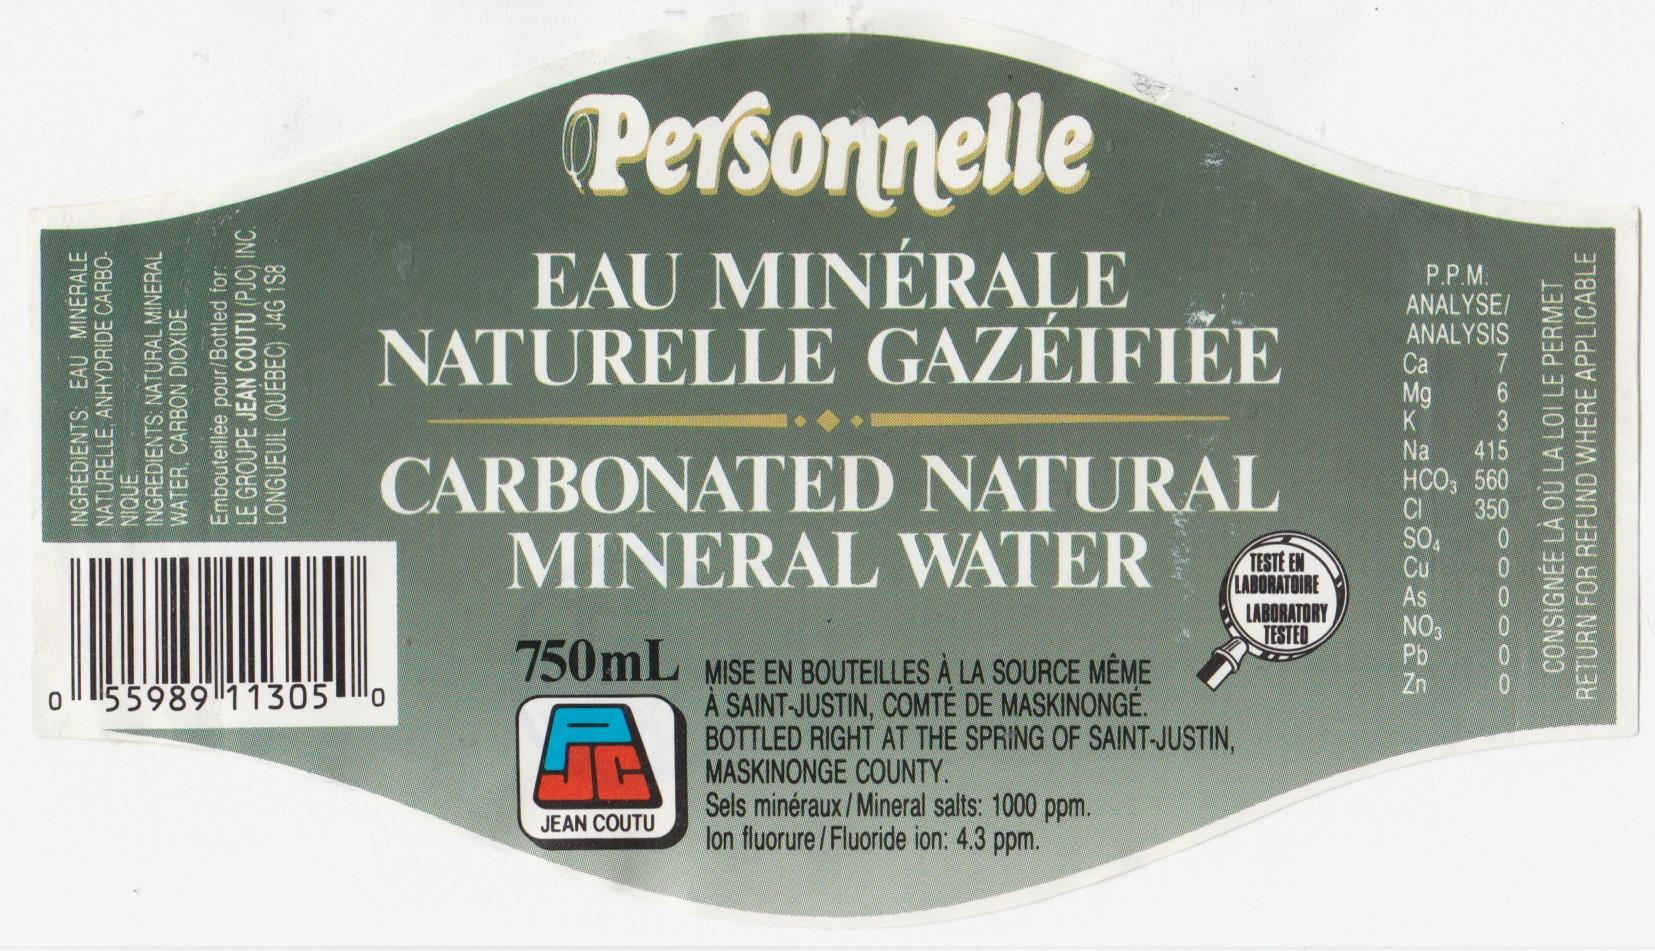 Personnelle
EAU MINÉRALE
NATURELLE GAZÉIFIÉE
CARBONATED NATURAL
MINERAL WATER
INGRÉDIENTS: EAU MINÉRALE
NATURELLE, ANHYDRIDE CARBO-
NIQUE.
INGREDIENTS: NATURAL MINERAL
WATER, CARBON DIOXIDE.
Embouteillée pour/Bottled for:
LE GROUPE JEAN COUTU (PJC) INC.
LONGUEUIL (QUÉBEC) J4G 1S8
0 55989 11305 0
750 mL
PJC
JEAN COUTU
MISE EN BOUTEILLES À LA SOURCE MÊME
À SAINT-JUSTIN, COMTÉ DE MASKINONGÉ.
BOTTLED RIGHT AT THE SPRING OF SAINT-JUSTIN,
MASKINONGE COUNTY.
Sels minéraux / Mineral salts: 1000 ppm.
Ion fluorure / Fluoride ion: 4.3 ppm.
TESTÉ EN
LABORATOIRE
LABORATORY
TESTED
P.P.M.
ANALYSE/
ANALYSIS
Ca 7
Mg 6
K 3
Na 415
HCO₃ 560
Cl 350
SO₄ 0
Cu 0
As 0
NO₃ 0
Pb 0
Zn 0
CONSIGNÉE LÀ OÙ LA LOI LE PERMET
RETURN FOR REFUND WHERE APPLICABLE